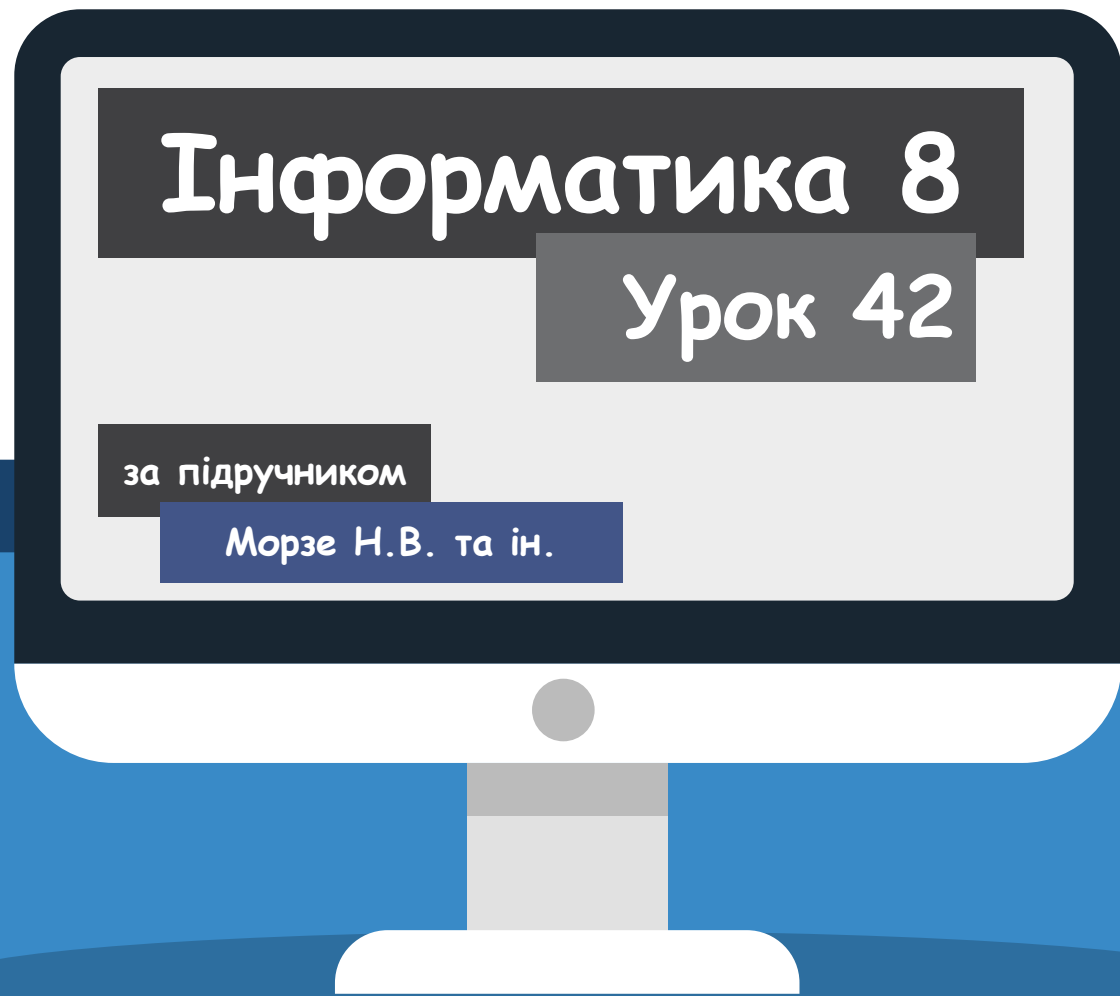 Інформатика 8
Урок 42
за підручником
Морзе Н.В. та ін.